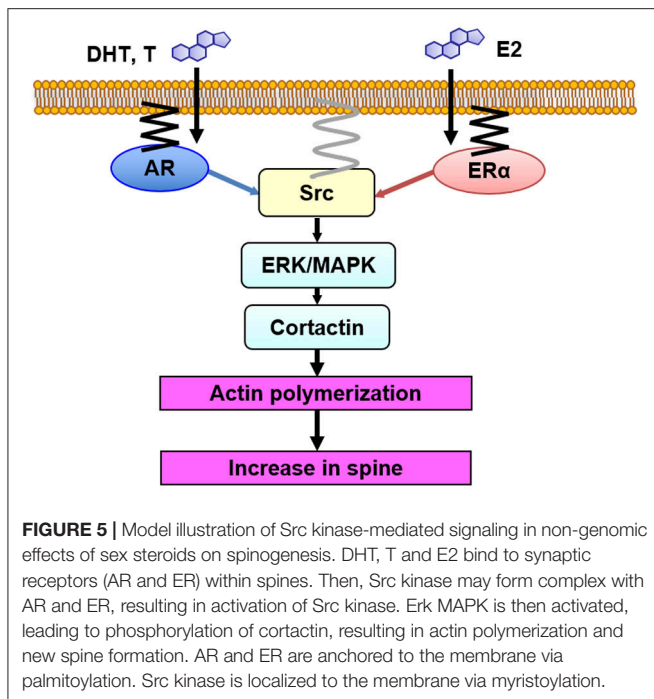 DHT, T
E2
AR
ERα
Src
ERK/MAPK
Cortactin
Actin polymerization
Increase in spine
FIGURE 5 | Model illustration of Src kinase-mediated signaling in non-genomic
effects of sex steroids on spinogenesis. DHT, T and E2 bind to synaptic
receptors (AR and ER) within spines. Then, Src kinase may form complex with
AR and ER, resulting in activation of Src kinase. Erk MAPK is then activated,
leading to phosphorylation of cortactin, resulting in actin polymerization and
new spine formation. AR and ER are anchored to the membrane via
palmitoylation. Src kinase is localized to the membrane via myristoylation.